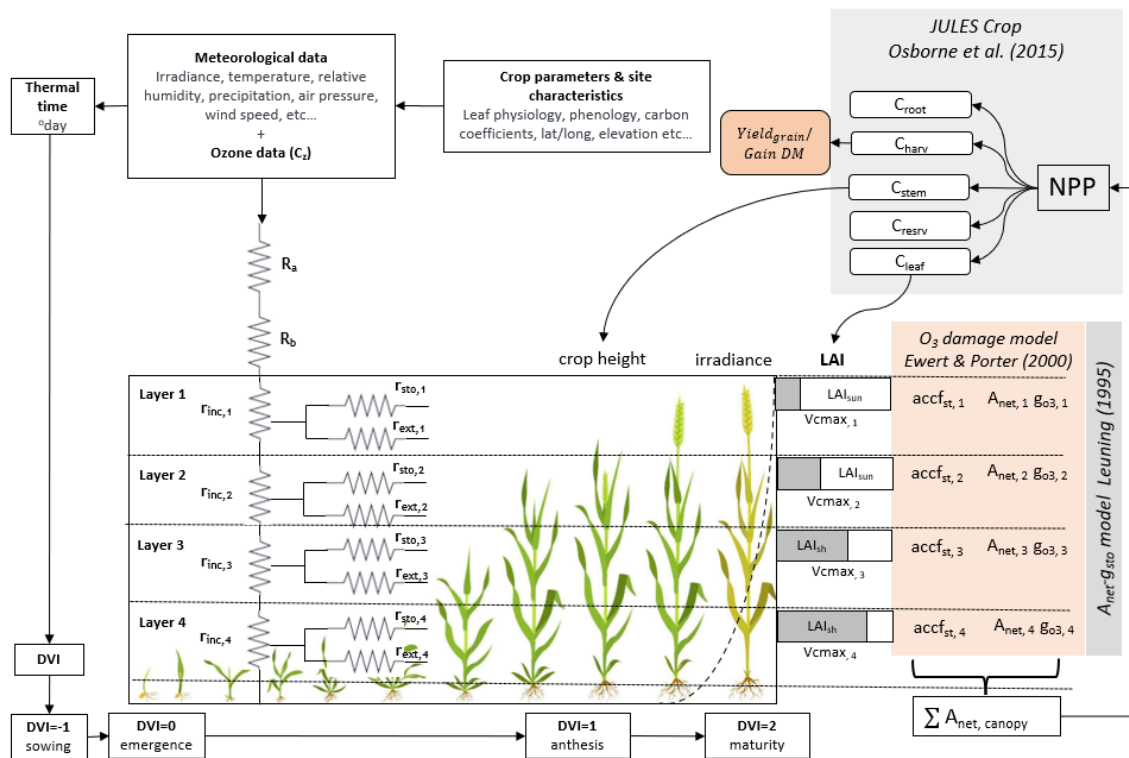 JULES Crop
Osborne et al. (2015)
Meteorological data
Irradiance, temperature, relative
humidity, precipitation, air pressure,
wind speed, etc...
+
Ozone data (Cz)
Crop parameters & site
characteristics
Leaf physiology, phenology, carbon
coefficients, lat/long, elevation etc...
Thermal
time
°day
Yieldgrain/
Gain DM
Croot
Charv
Cstem
Cresrv
Cleaf
NPP
Ra
Rb
crop height
irradiance
LAI
O3 damage model
Ewert & Porter (2000)
Anet-gsto model Leuning (1995)
Layer 1
rinc,1
rsto,1
rext,1
LAIsun
Vcmax,1
accfst, 1
Anet, 1 go3, 1
Layer 2
rinc,2
rsto,2
rext,2
LAIsun
Vcmax,2
accfst, 2
Anet, 2 go3, 2
Layer 3
rinc,3
rsto,3
rext,3
LAIsh
Vcmax,3
accfst, 3
Anet, 3 go3, 3
Layer 4
rinc,4
rsto,4
rext,4
LAIsh
Vcmax,4
accfst, 4
Anet, 4 go3, 4
DVI
DVI=-1
sowing
DVI=0
emergence
DVI=1
anthesis
DVI=2
maturity
∑ Anet, canopy